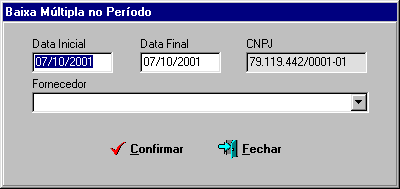 Baixa Múltipla no Período
Data Inicial Data Final CNPJ
07/10/2001 07/10/2001 79.119.442/0001-01
Fornecedor
Confirmar Fechar